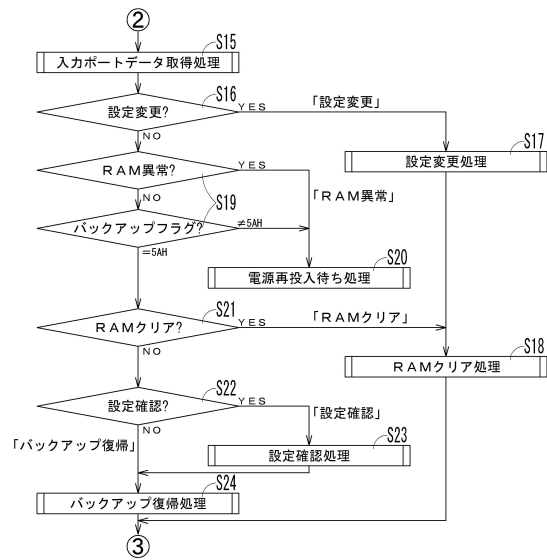 ②
S15
入力ポートデータ取得処理
S16
設定変更?
YES
「設定変更」
NO
S17
設定変更処理
RAM異常?
YES
「RAM異常」
NO
S19
バックアップフラグ?
≠5AH
=5AH
S20
電源再投入待ち処理
S21
RAMクリア?
YES
「RAMクリア」
NO
S18
RAMクリア処理
S22
設定確認?
YES
「設定確認」
NO
「バックアップ復帰」
S23
設定確認処理
S24
バックアップ復帰処理
③